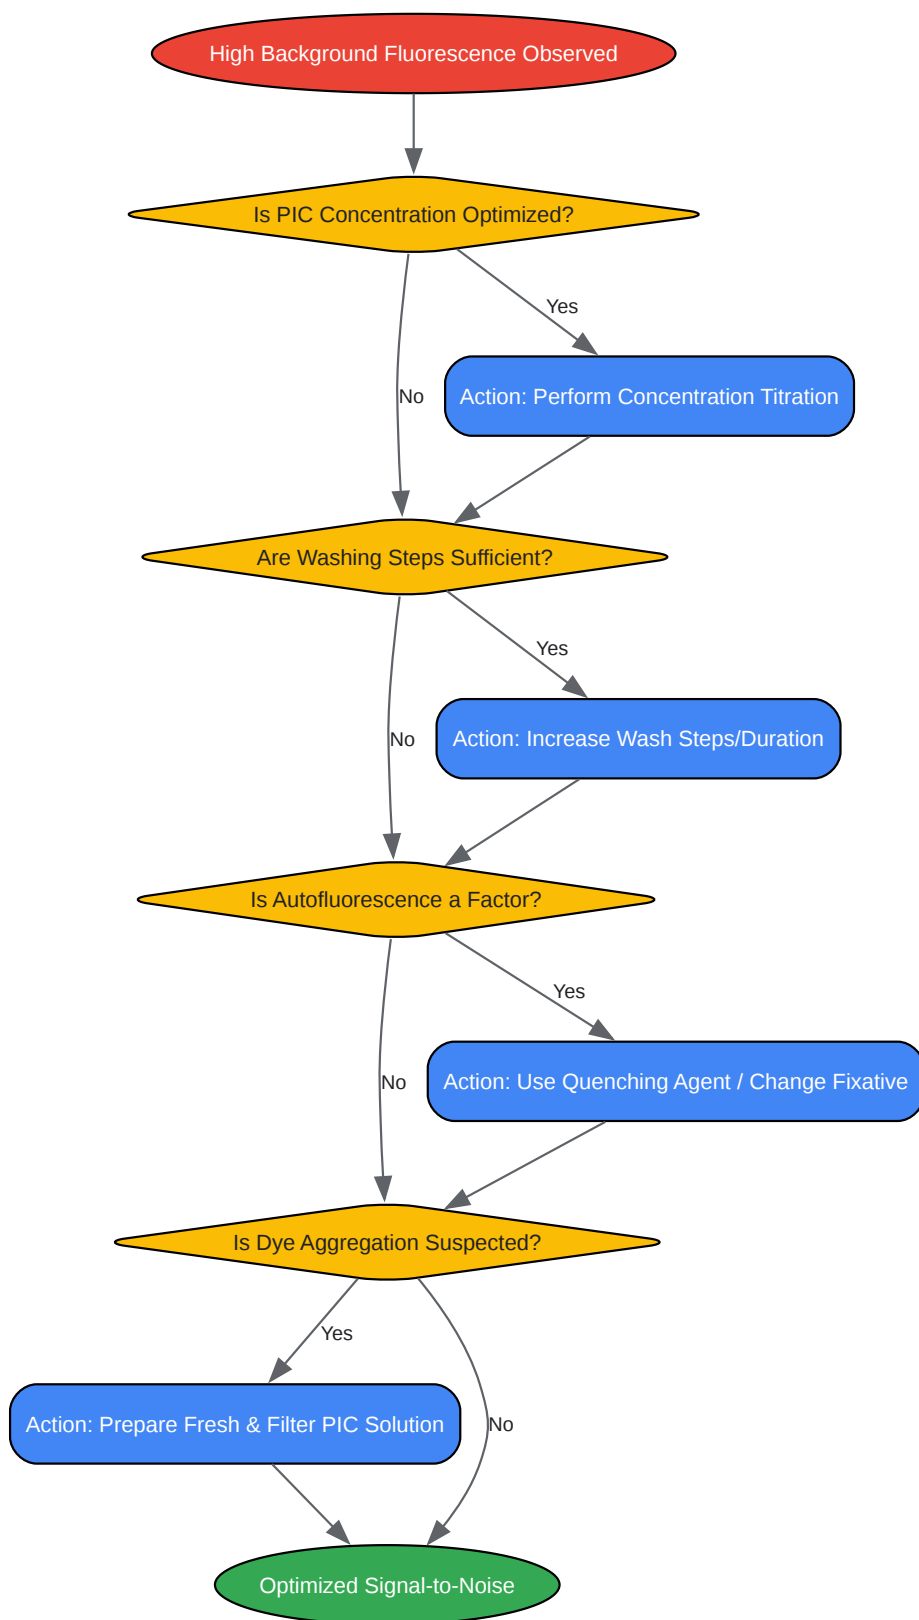 High Background Fluorescence Observed
Is PIC Concentration Optimized?
Yes
No
Action: Perform Concentration Titration
Are Washing Steps Sufficient?
Yes
No
Action: Increase Wash Steps/Duration
Is Autofluorescence a Factor?
Yes
No
Action: Use Quenching Agent / Change Fixative
Is Dye Aggregation Suspected?
Yes
Action: Prepare Fresh & Filter PIC Solution
No
Optimized Signal-to-Noise